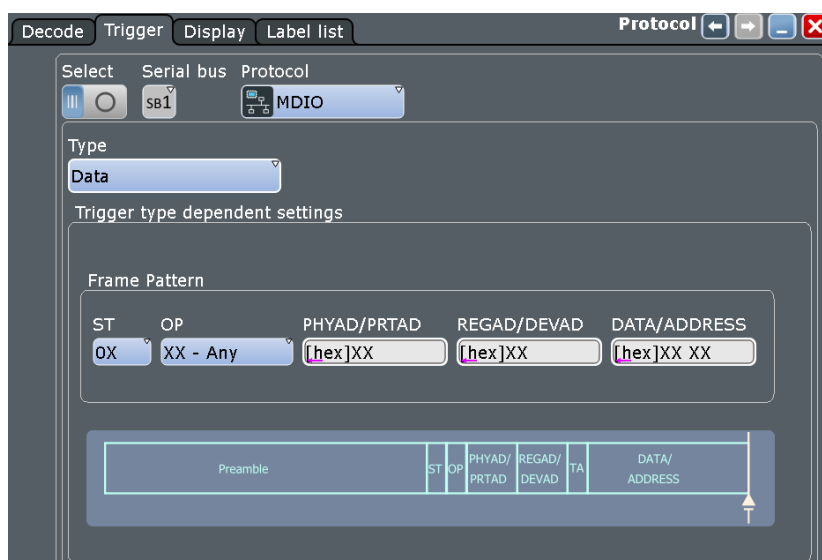 Decode Trigger Display Label list Protocol
Select Serial bus Protocol
SB1 MDIO
Type
Data
Trigger type dependent settings
Frame Pattern
ST OP PHYAD/PRTAD REGAD/DEVAD DATA/ADDRESS
0X XX - Any [hex]XX [hex]XX [hex]XX XX
Preamble ST OP PHYAD/ PRTAD REGAD/ DEVAD TA DATA/ ADDRESS
T